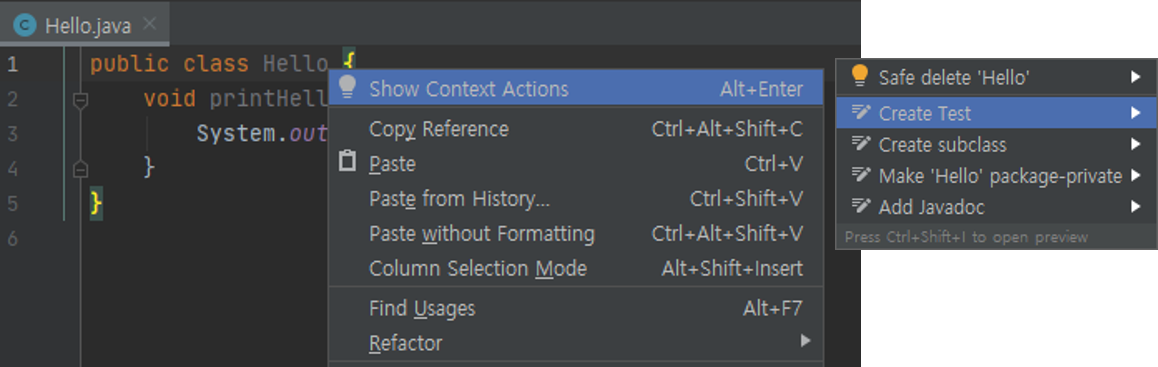 C Hello.java
1 public class Hello {
2 void printHell
3 System.out
4 }
5 }
6
Show Context Actions Alt+Enter
Copy Reference Ctrl+Alt+Shift+C
Paste Ctrl+V
Paste from History... Ctrl+Shift+V
Paste without Formatting Ctrl+Alt+Shift+V
Column Selection Mode Alt+Shift+Insert
Find Usages Alt+F7
Refactor
Safe delete 'Hello'
Create Test
Create subclass
Make 'Hello' package-private
Add Javadoc
Press Ctrl+Shift+I to open preview